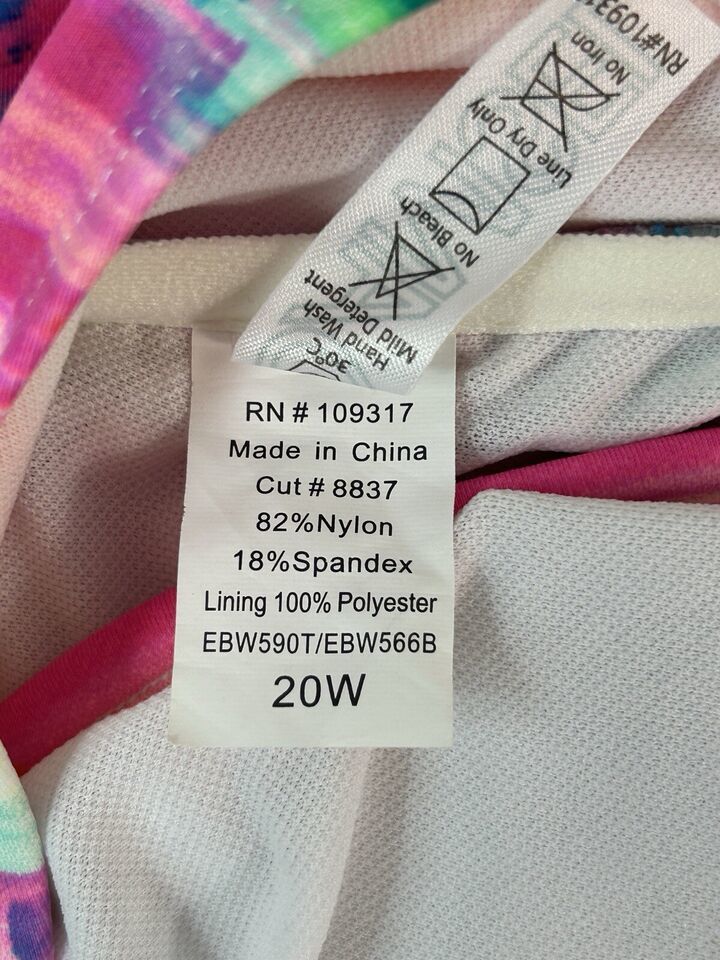 RN#10931
No Iron
Line Dry Only
No Bleach
Mild Detergent
Hand Wash
30°C
RN # 109317
Made in China
Cut # 8837
82%Nylon
18%Spandex
Lining 100% Polyester
EBW590T/EBW566B
20W